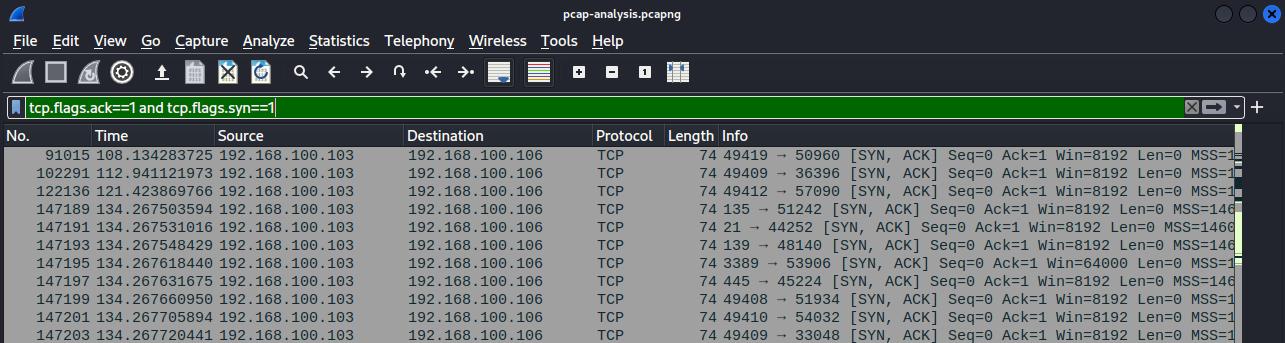 pcap-analysis.pcapng
File Edit View Go Capture Analyze Statistics Telephony Wireless Tools Help
tcp.flags.ack==1 and tcp.flags.syn==1
No. Time Source Destination Protocol Length Info
91015 108.134283725 192.168.100.103 192.168.100.106 TCP 74 49419 → 50960 [SYN, ACK] Seq=0 Ack=1 Win=8192 Len=0 MSS=1
102291 112.941121973 192.168.100.103 192.168.100.106 TCP 74 49409 → 36396 [SYN, ACK] Seq=0 Ack=1 Win=8192 Len=0 MSS=1
122136 121.423869766 192.168.100.103 192.168.100.106 TCP 74 49412 → 57090 [SYN, ACK] Seq=0 Ack=1 Win=8192 Len=0 MSS=1
147189 134.267503594 192.168.100.103 192.168.100.106 TCP 74 135 → 51242 [SYN, ACK] Seq=0 Ack=1 Win=8192 Len=0 MSS=146
147191 134.267531016 192.168.100.103 192.168.100.106 TCP 74 21 → 44252 [SYN, ACK] Seq=0 Ack=1 Win=8192 Len=0 MSS=1460
147193 134.267548429 192.168.100.103 192.168.100.106 TCP 74 139 → 48140 [SYN, ACK] Seq=0 Ack=1 Win=8192 Len=0 MSS=146
147195 134.267618440 192.168.100.103 192.168.100.106 TCP 74 3389 → 53906 [SYN, ACK] Seq=0 Ack=1 Win=64000 Len=0 MSS=1
147197 134.267631675 192.168.100.103 192.168.100.106 TCP 74 445 → 45224 [SYN, ACK] Seq=0 Ack=1 Win=8192 Len=0 MSS=146
147199 134.267660950 192.168.100.103 192.168.100.106 TCP 74 49408 → 51934 [SYN, ACK] Seq=0 Ack=1 Win=8192 Len=0 MSS=1
147201 134.267705894 192.168.100.103 192.168.100.106 TCP 74 49410 → 54032 [SYN, ACK] Seq=0 Ack=1 Win=8192 Len=0 MSS=1
147203 134.267720441 192.168.100.103 192.168.100.106 TCP 74 49409 → 33048 [SYN, ACK] Seq=0 Ack=1 Win=8192 Len=0 MSS=1